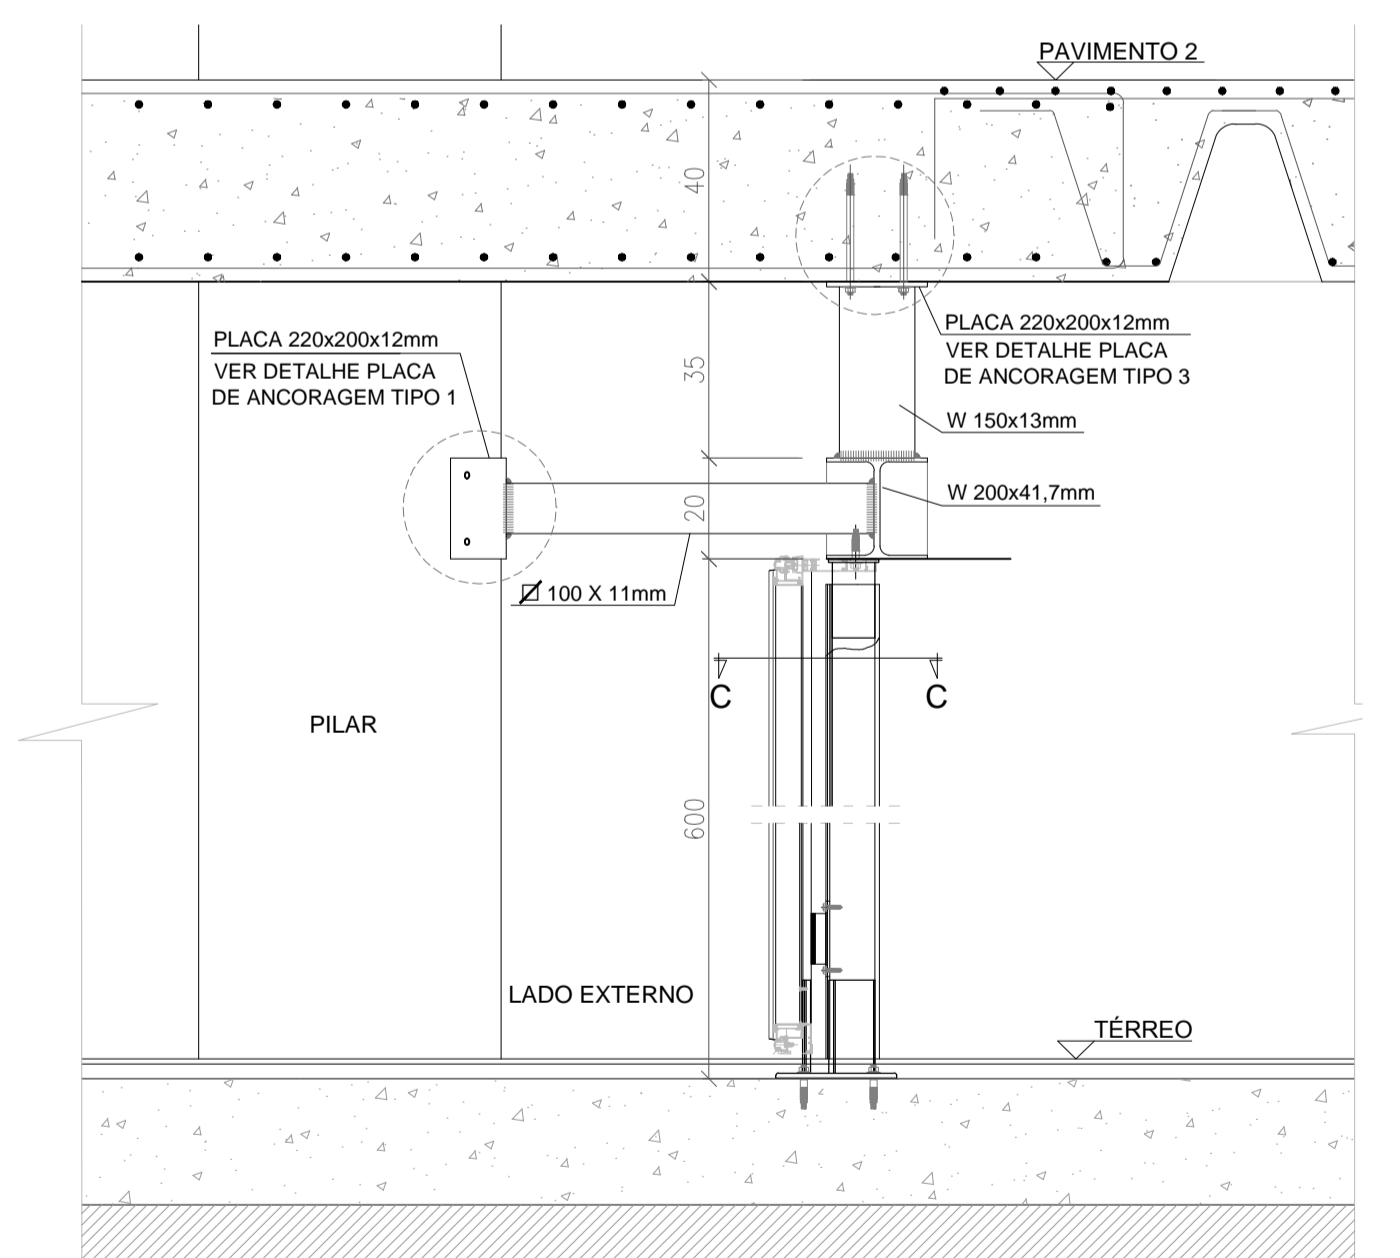 PAVIMENTO 2
40
PLACA 220x200x12mm
VER DETALHE PLACA
DE ANCORAGEM TIPO 1
PLACA 220x200x12mm
VER DETALHE PLACA
DE ANCORAGEM TIPO 3
35
W 150x13mm
20
W 200x41,7mm
100 X 11mm
C
C
PILAR
600
LADO EXTERNO
TÉRREO